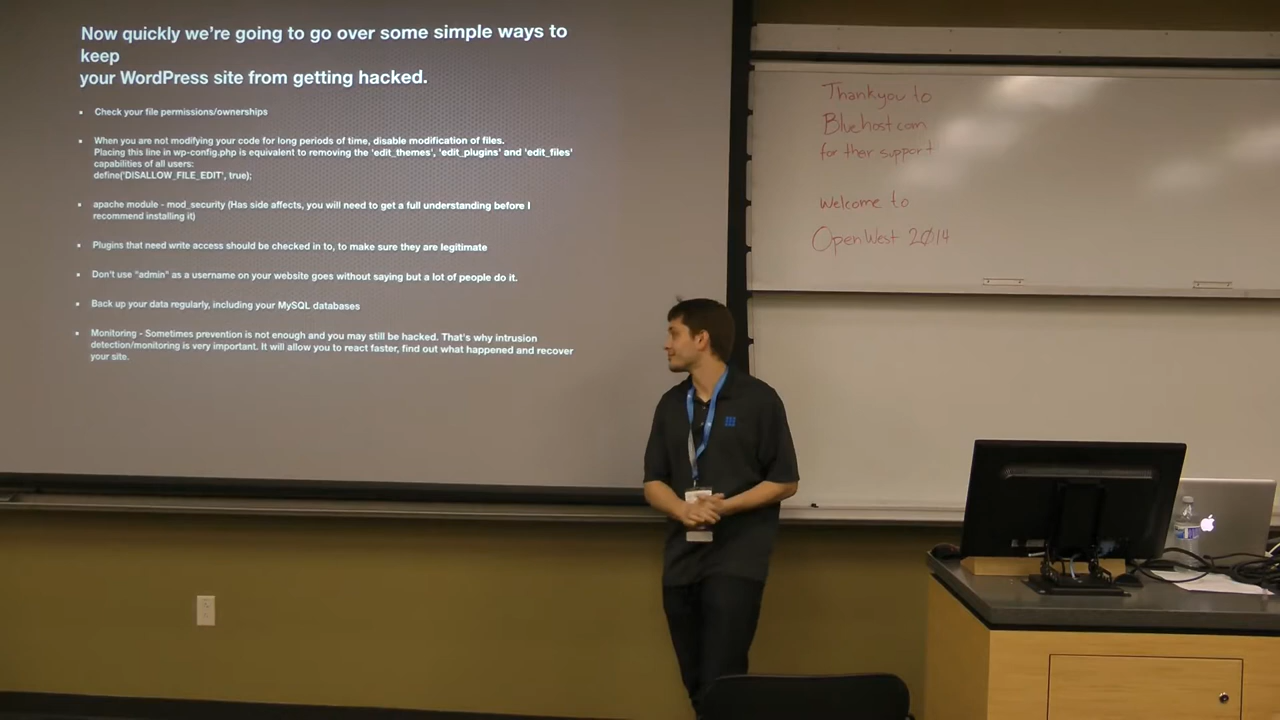 Now quickly we're going to go over some simple ways to
keep
your WordPress site from getting hacked.
Check your file permissions/ownerships
When you are not modifying your code for long periods of time, disable modification of files.
Placing this line in wp-config.php is equivalent to removing the 'edit_themes', 'edit_plugins' and 'edit_files'
capabilities of all users:
define('DISALLOW_FILE_EDIT', true);
apache module - mod_security (Has side affects, you will need to get a full understanding before I
recommend installing it)
Plugins that need write access should be checked in to, to make sure they are legitimate
Don't use "admin" as a username on your website goes without saying but a lot of people do it.
Back up your data regularly, including your MySQL databases
Monitoring - Sometimes prevention is not enough and you may still be hacked. That's why intrusion
detection/monitoring is very important. It will allow you to react faster, find out what happened and recover
your site.
Thankyou to
Bluehost.com
for ther support
Welcome to
OpenWest 2014